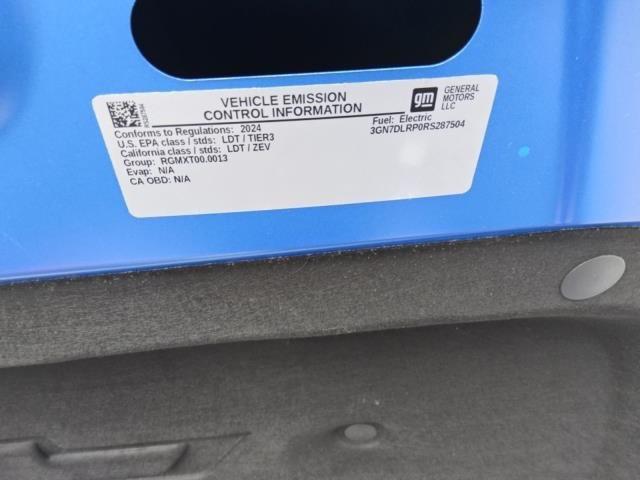 VEHICLE EMISSION
CONTROL INFORMATION
gm
GENERAL
MOTORS
LLC
Conforms to Regulations: 2024
U.S. EPA class / stds: LDT / TIER3
California class / stds: LDT / ZEV
Group: RGMXT00.0013
Evap: N/A
CA OBD: N/A
Fuel: Electric
3GN7DLRP0RS287504